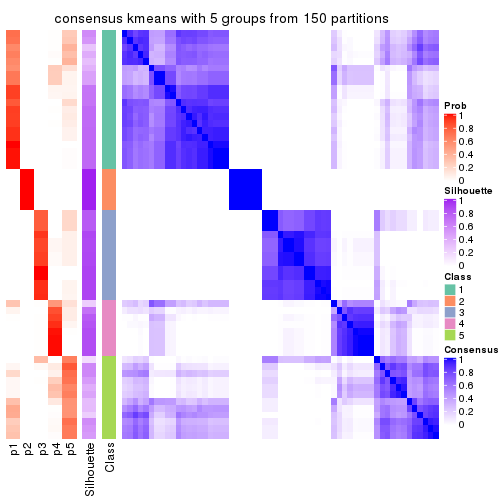 consensus kmeans with 5 groups from 150 partitions
Prob
1
0.8
0.6
0.4
0.2
0
Silhouette
1
0.8
0.6
0.4
0.2
0
Class
1
2
3
4
5
Consensus
1
0.8
0.6
0.4
0.2
0
p1
p2
p3
p4
p5
Silhouette
Class